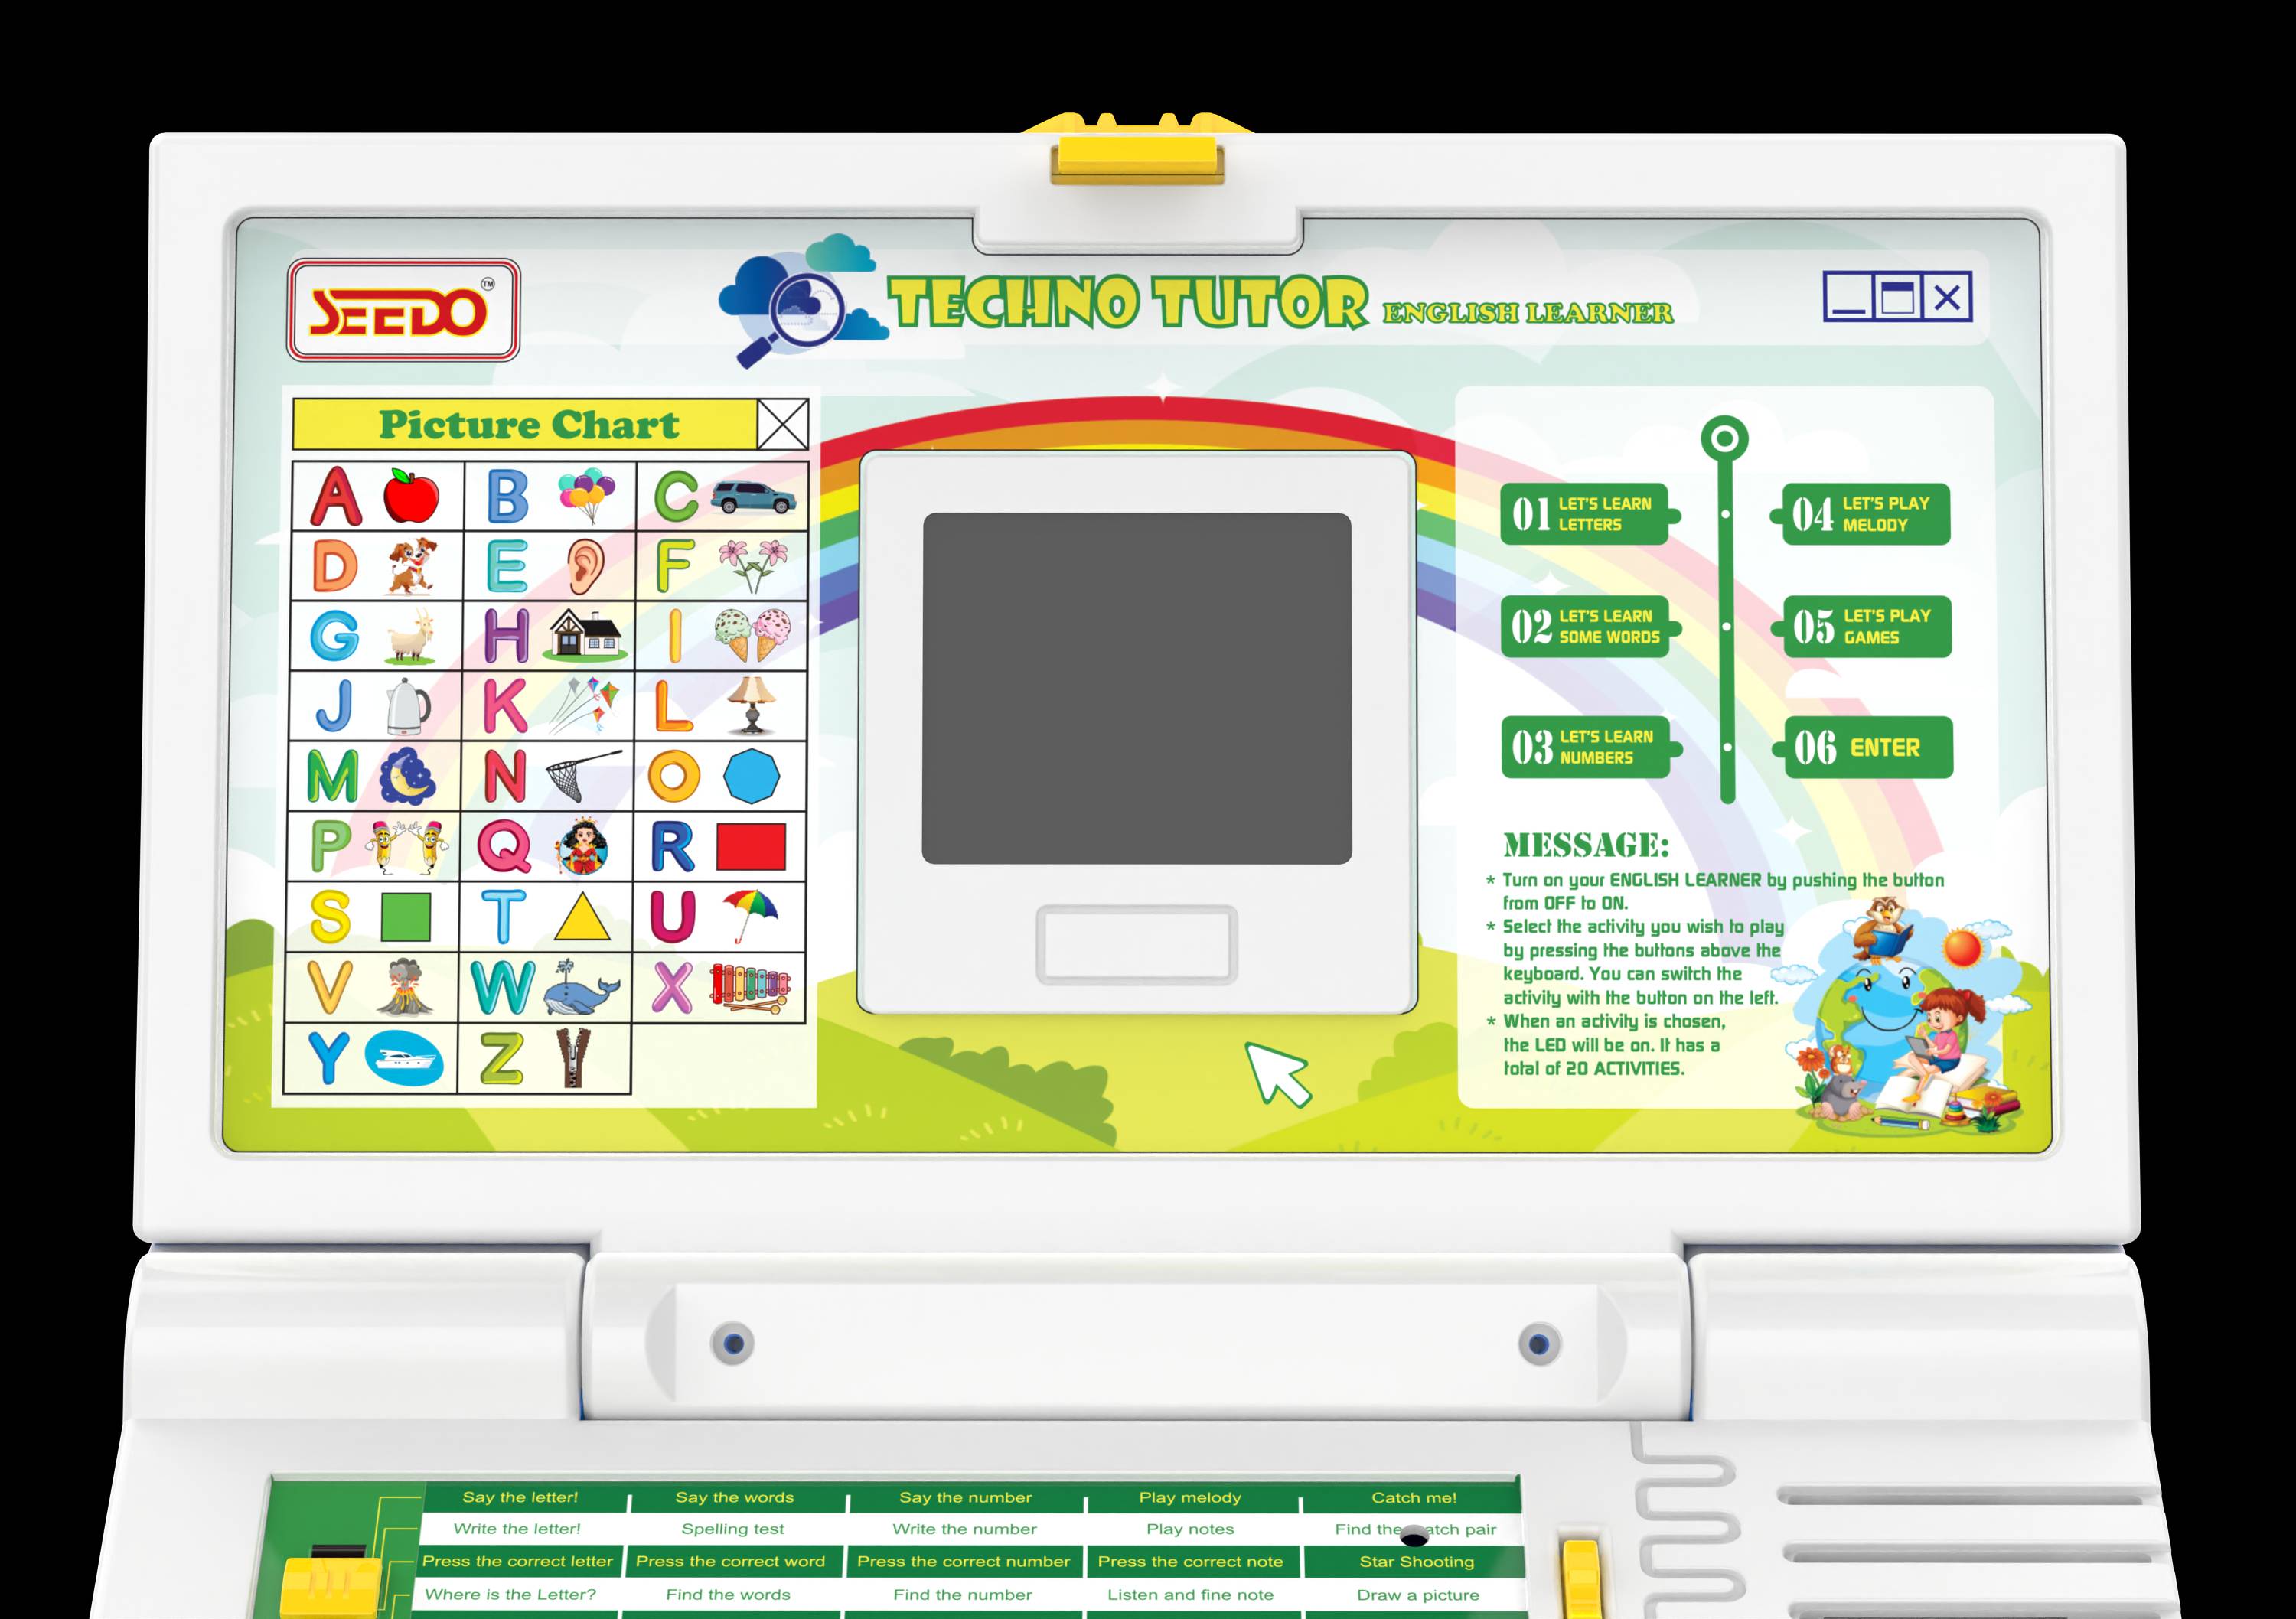 SEEDO TM
TECHNO TUTOR ENGLISH LEARNER
Picture Chart
A B C
D E F
G H I
J K L
M N O
P Q R
S T U
V W X
Y Z
01 LET'S LEARN
LETTERS
02 LET'S LEARN
SOME WORDS
03 LET'S LEARN
NUMBERS
04 LET'S PLAY
MELODY
05 LET'S PLAY
GAMES
06 ENTER
MESSAGE:
* Turn on your ENGLISH LEARNER by pushing the button
from OFF to ON.
* Select the activity you wish to play
by pressing the buttons above the
keyboard. You can switch the
activity with the button on the left.
* When an activity is chosen,
the LED will be on. It has a
total of 20 ACTIVITIES.
Say the letter! Say the words Say the number Play melody Catch me!
Write the letter! Spelling test Write the number Play notes Find the atch pair
Press the correct letter Press the correct word Press the correct number Press the correct note Star Shooting
Where is the Letter? Find the words Find the number Listen and fine note Draw a picture